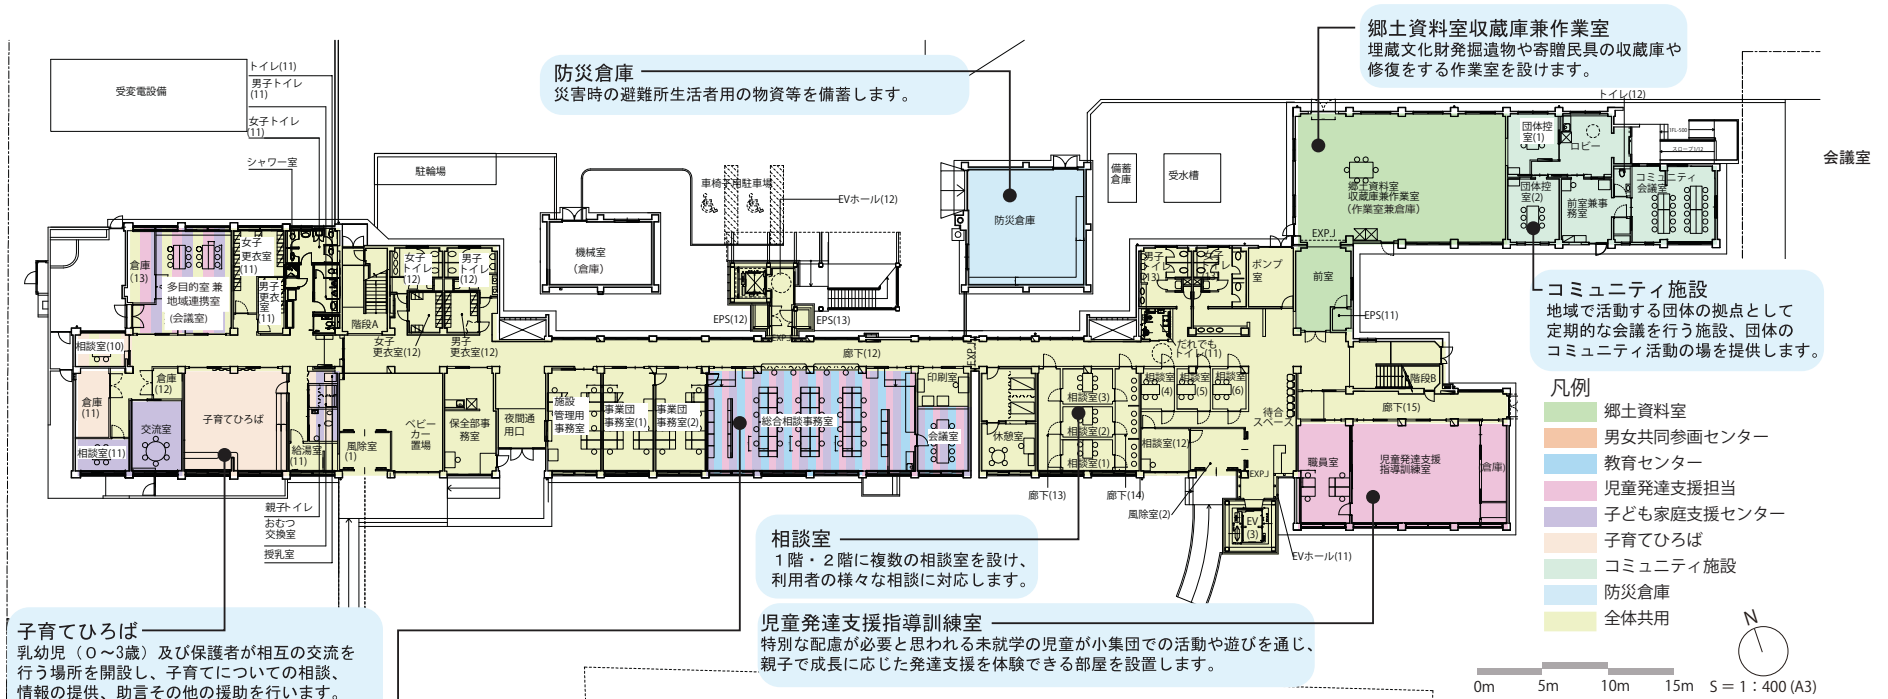 郷土資料室収蔵庫兼作業室
埋蔵文化財発掘遺物や寄贈民具の収蔵庫や
修復をする作業室を設けます。
防災倉庫
災害時の避難所生活者用の物資等を備蓄します。
受変電設備
トイレ(11)
男子トイレ
(11)
女子トイレ
(11)
シャワー室
駐輪場
車椅子用駐車場
EVホール(12)
機械室
(倉庫)
防災倉庫
備蓄
倉庫
受水槽
トイレ(12)
会議室
団体控
室(1)
ロビー
1FL-500
スロープ1/12
郷土資料室
収蔵庫兼作業室
(作業室兼倉庫)
団体控
室(2)
前室兼事
務室
コミュニティ
会議室
EXP.J
倉庫
(13)
多目的室 兼
地域連携室
(会議室)
女子
更衣室
(11)
男子
更衣
室
(11)
階段A
女子
トイレ
(12)
男子
トイレ
(12)
女子
更衣室(12)
男子
更衣室(12)
EPS(12)
EPS(13)
EXP.J
廊下(12)
EXP.J
男子
トイレ
(13)
女子
トイレ
(13)
ポンプ
室
前室
EPS(11)
だれでも
トイレ(11)
コミュニティ施設
地域で活動する団体の拠点として
定期的な会議を行う施設、団体の
コミュニティ活動の場を提供します。
相談室(10)
倉庫
(11)
倉庫
(12)
交流室
相談室(11)
子育てひろば
給湯室
(11)
風除室
(1)
ベビー
カー
置場
保全部事
務室
夜間通
用口
施設
管理用
事務室
事業団
事務室(1)
事業団
事務室(2)
総合相談事務室
印刷室
会議室
休憩室
相談室(3)
相談室(2)
相談室(1)
相談室
(4)
相談室
(5)
相談室
(6)
相談室(12)
待合
スペース
階段B
廊下(15)
職員室
児童発達支援
指導訓練室
(倉庫)
EXP.J
廊下(13)
廊下(14)
風除室(2)
EV
(3)
EVホール(11)
親子トイレ
おむつ
交換室
授乳室
相談室
1階・2階に複数の相談室を設け、
利用者の様々な相談に対応します。
児童発達支援指導訓練室
特別な配慮が必要と思われる未就学の児童が小集団での活動や遊びを通じ、
親子で成長に応じた発達支援を体験できる部屋を設置します。
子育てひろば
乳幼児(0~3歳)及び保護者が相互の交流を
行う場所を開設し、子育てについての相談、
情報の提供、助言その他の援助を行います。
凡例
郷土資料室
男女共同参画センター
教育センター
児童発達支援担当
子ども家庭支援センター
子育てひろば
コミュニティ施設
防災倉庫
全体共用
N
0m 5m 10m 15m S = 1:400 (A3)